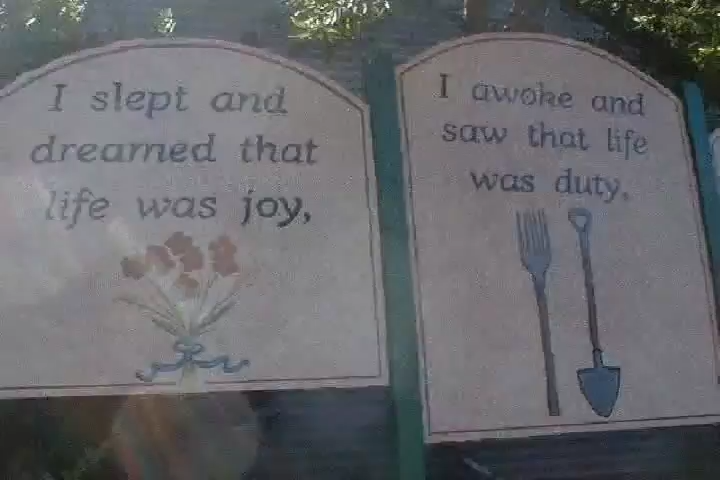 I slept and
dreamed that
life was joy,
I awoke and
saw that life
was duty,